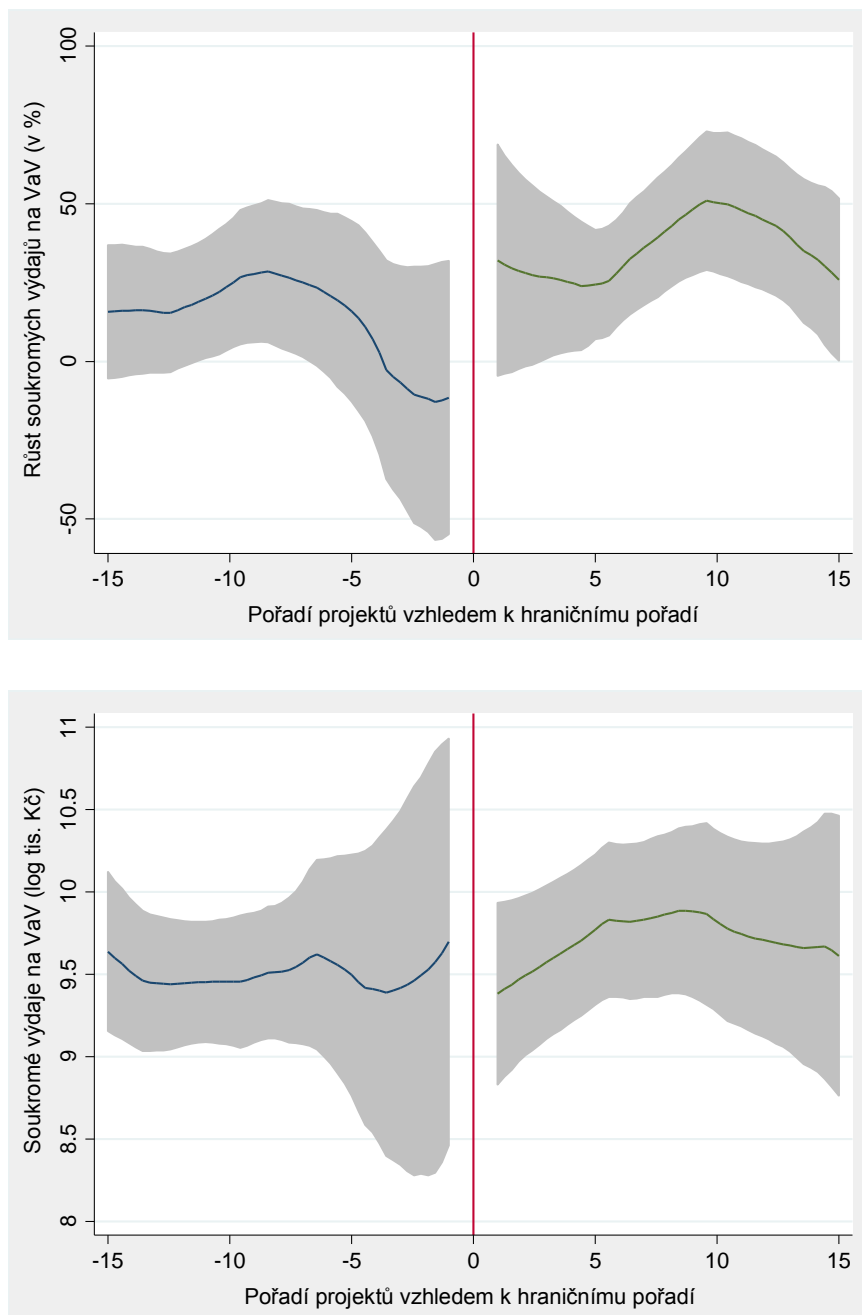 Růst soukromých výdajů na VaV (v %)
100
50
0
-50
-15 -10 -5 0 5 10 15
Pořadí projektů vzhledem k hraničnímu pořadí
Soukromé výdaje na VaV (log tis. Kč)
11
10.5
10
9.5
9
8.5
8
-15 -10 -5 0 5 10 15
Pořadí projektů vzhledem k hraničnímu pořadí